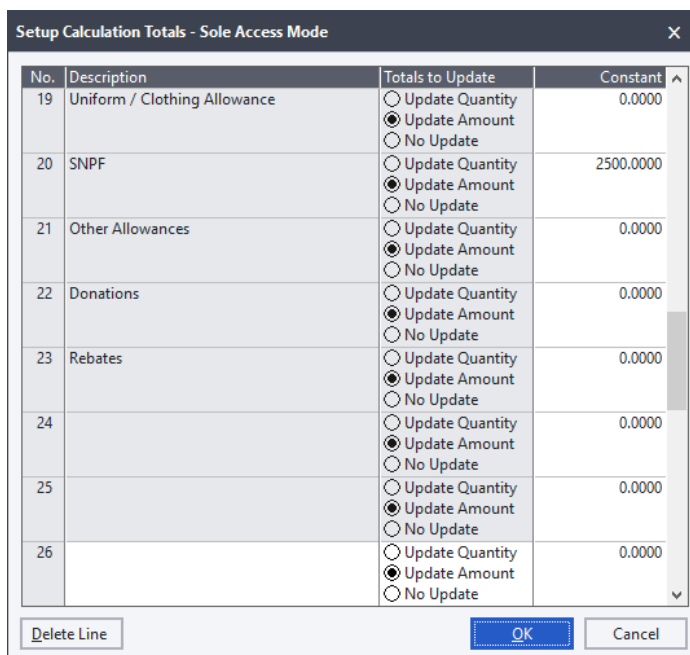 Setup Calculation Totals - Sole Access Mode
No. Description Totals to Update Constant
19 Uniform / Clothing Allowance Update Quantity 0.0000
Update Amount
No Update
20 SNPF Update Quantity 2500.0000
Update Amount
No Update
21 Other Allowances Update Quantity 0.0000
Update Amount
No Update
22 Donations Update Quantity 0.0000
Update Amount
No Update
23 Rebates Update Quantity 0.0000
Update Amount
No Update
24 Update Quantity 0.0000
Update Amount
No Update
25 Update Quantity 0.0000
Update Amount
No Update
26 Update Quantity 0.0000
Update Amount
No Update
Delete Line OK Cancel